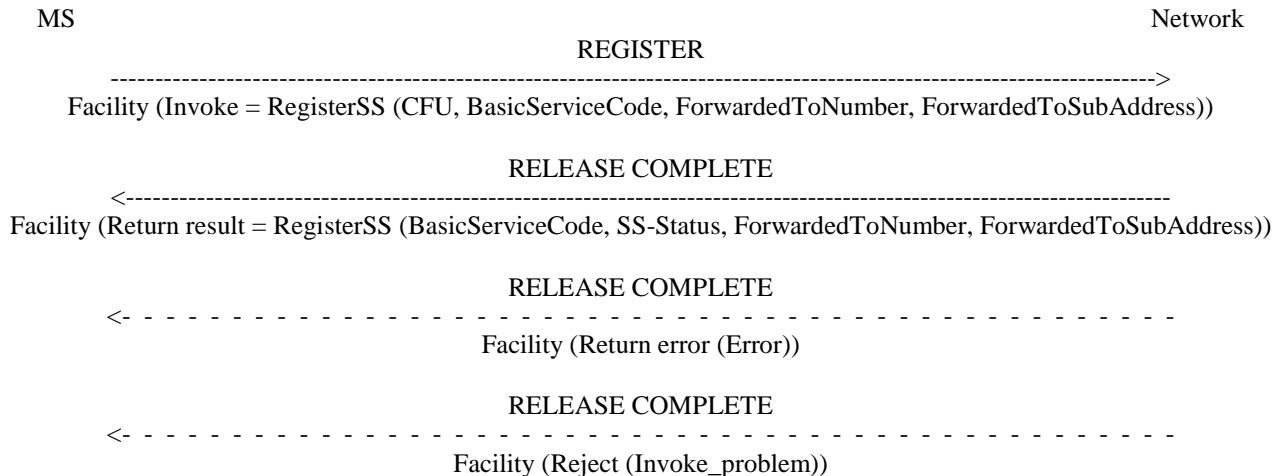 MS Network
REGISTER
Facility (Invoke = RegisterSS (CFU, BasicServiceCode, ForwardedToNumber, ForwardedToSubAddress))
RELEASE COMPLETE
Facility (Return result = RegisterSS (BasicServiceCode, SS-Status, ForwardedToNumber, ForwardedToSubAddress))
RELEASE COMPLETE
Facility (Return error (Error))
RELEASE COMPLETE
Facility (Reject (Invoke_problem))